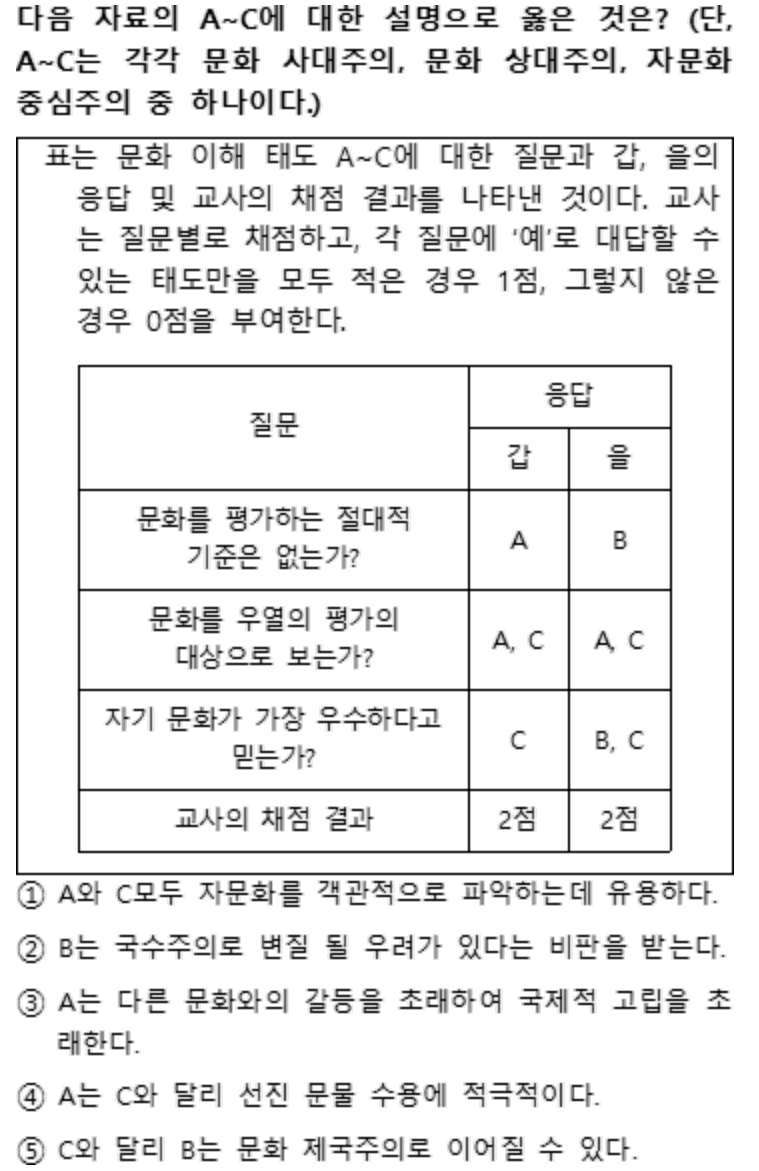 다음 자료의 A~C에 대한 설명으로 옳은 것은? (단,
A~C는 각각 문화 사대주의, 문화 상대주의, 자문화
중심주의 중 하나이다.)
표는 문화 이해 태도 A~C에 대한 질문과 갑, 을의
응답 및 교사의 채점 결과를 나타낸 것이다. 교사
는 질문별로 채점하고, 각 질문에 ‘예’로 대답할 수
있는 태도만을 모두 적은 경우 1점, 그렇지 않은
경우 0점을 부여한다.
질문 응답
갑 을
문화를 평가하는 절대적
기준은 없는가? A B
문화를 우열의 평가의
대상으로 보는가? A, C A, C
자기 문화가 가장 우수하다고
믿는가? C B, C
교사의 채점 결과 2점 2점
① A와 C모두 자문화를 객관적으로 파악하는데 유용하다.
② B는 국수주의로 변질 될 우려가 있다는 비판을 받는다.
③ A는 다른 문화와의 갈등을 초래하여 국제적 고립을 초
래한다.
④ A는 C와 달리 선진 문물 수용에 적극적이다.
⑤ C와 달리 B는 문화 제국주의로 이어질 수 있다.